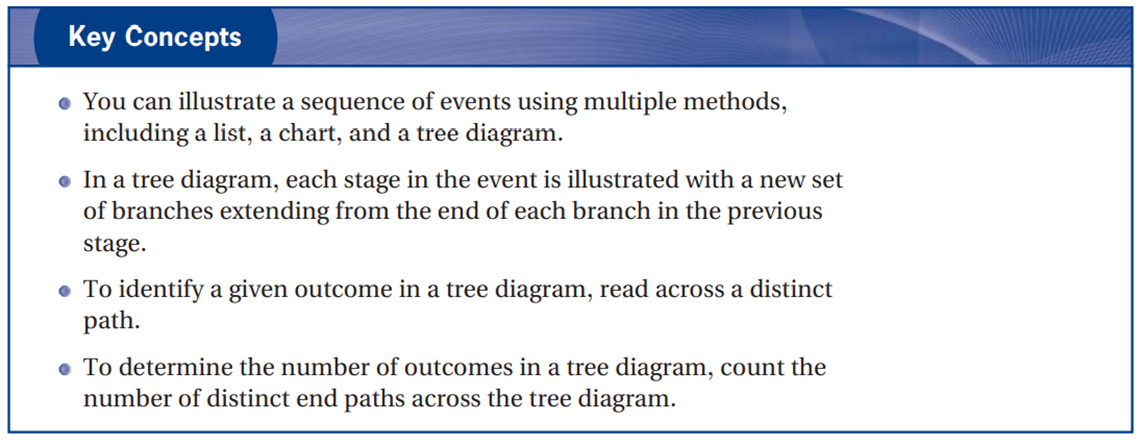 Key Concepts
You can illustrate a sequence of events using multiple methods,
including a list, a chart, and a tree diagram.
In a tree diagram, each stage in the event is illustrated with a new set
of branches extending from the end of each branch in the previous
stage.
To identify a given outcome in a tree diagram, read across a distinct
path.
To determine the number of outcomes in a tree diagram, count the
number of distinct end paths across the tree diagram.